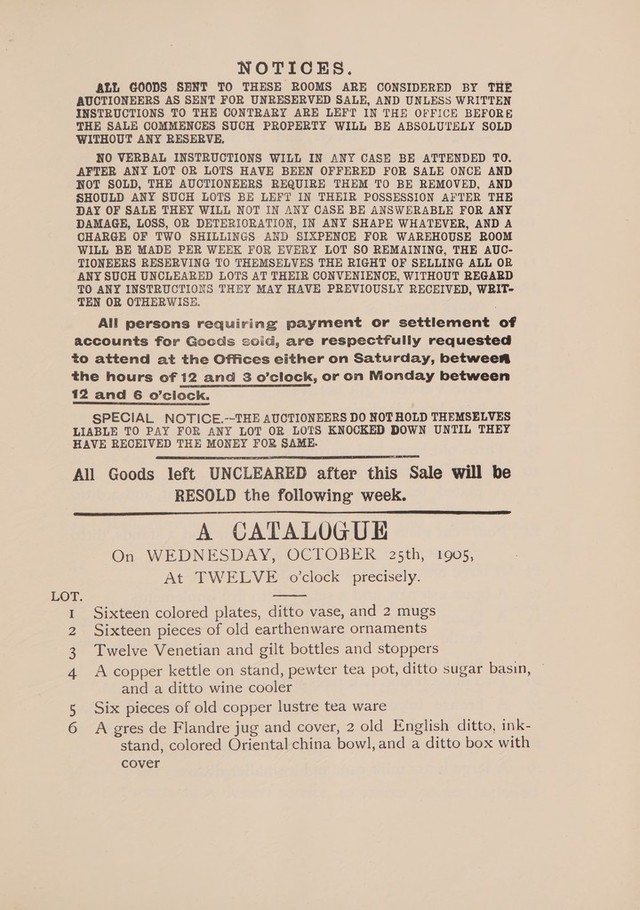 NOTICES.
ALL GOODS SENT TO THESE ROOMS ARE CONSIDERED BY THE
AUCTIONEERS AS SENT FOR UNRESERVED SALE, AND UNLESS WRITTEN
INSTRUCTIONS TO THE CONTRARY ARE LEFT IN THE OFFICE BEFORE
THE SALE COMMENCES SUCH PROPERTY WILL BE ABSOLUTELY SOLD
WITHOUT ANY RESERVE.
NO VERBAL INSTRUCTIONS WILL IN ANY CASE BE ATTENDED TO.
AFTER ANY LOT OR LOTS HAVE BEEN OFFERED FOR SALE ONCE AND
NOT SOLD, THE AUCTIONEERS REQUIRE THEM TO BE REMOVED, AND
SHOULD ANY SUCH LOTS BE LEFT IN THEIR POSSESSION AFTER THE
DAY OF SALE THEY WILL NOT IN ANY CASE BE ANSWERABLE FOR ANY
DAMAGE, LOSS, OR DETERIORATION, IN ANY SHAPE WHATEVER, AND A
CHARGE OF TWO SHILLINGS AND SIXPENCE FOR WAREHOUSE ROOM
WILL BE MADE PER WEEK FOR EVERY LOT SO REMAINING, THE AUC-
TIONEERS RESERVING TO THEMSELVES THE RIGHT OF SELLING ALL OR
ANY SUCH UNCLEARED LOTS AT THEIR CONVENIENCE, WITHOUT REGARD
TO ANY INSTRUCTIONS THEY MAY HAVE PREVIOUSLY RECEIVED, WRIT-
TEN OR OTHERWISE.
All persons requiring payment or settlement of
accounts for Goods sold, are respectfully requested
to attend at the Offices either on Saturday, between
the hours of 12 and 3 o'clock, or on Monday between
12 and 6 o'clock.
SPECIAL NOTICE.—THE AUCTIONEERS DO NOT HOLD THEMSELVES
LIABLE TO PAY FOR ANY LOT OR LOTS KNOCKED DOWN UNTIL THEY
HAVE RECEIVED THE MONEY FOR SAME.
All Goods left UNCLEARED after this Sale will be
RESOLD the following week.
A CATALOGUE
On WEDNESDAY, OCTOBER 25th, 1905,
At TWELVE o'clock precisely.
LOT.
1 Sixteen colored plates, ditto vase, and 2 mugs
2 Sixteen pieces of old earthenware ornaments
3 Twelve Venetian and gilt bottles and stoppers
4 A copper kettle on stand, pewter tea pot, ditto sugar basin,
and a ditto wine cooler
5 Six pieces of old copper lustre tea ware
6 A gres de Flandre jug and cover, 2 old English ditto, ink-
stand, colored Oriental china bowl, and a ditto box with
cover